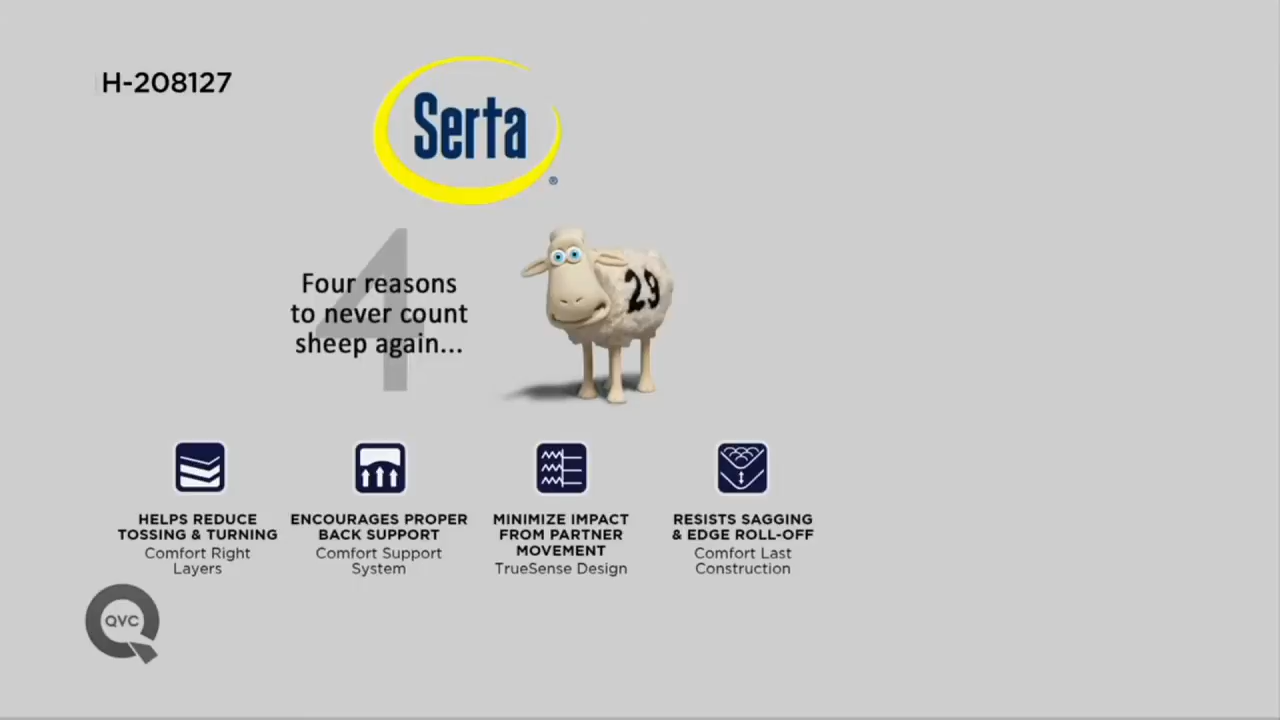 H-208127
Serta
®
4
Four reasons
to never count
sheep again...
29
HELPS REDUCE
TOSSING & TURNING
Comfort Right
Layers
ENCOURAGES PROPER
BACK SUPPORT
Comfort Support
System
MINIMIZE IMPACT
FROM PARTNER
MOVEMENT
TrueSense Design
RESISTS SAGGING
& EDGE ROLL-OFF
Comfort Last
Construction
QVC